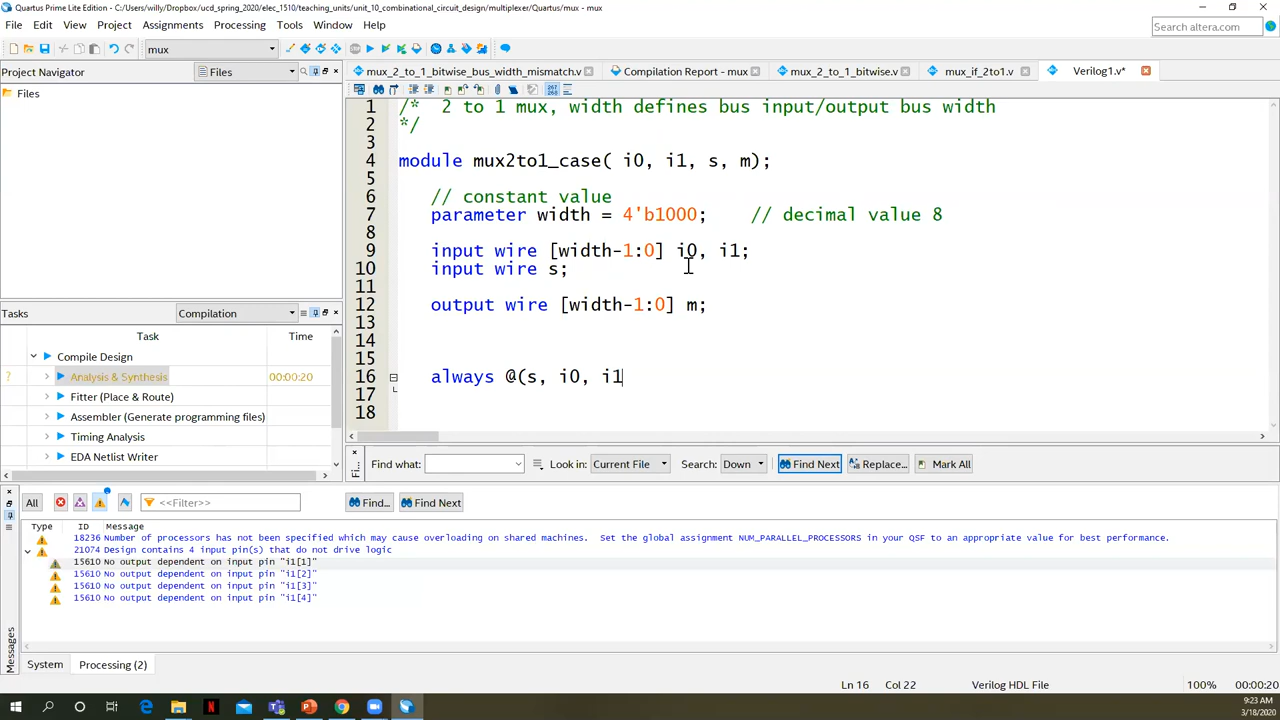 Quartus Prime Lite Edition - C:/Users/willy/Dropbox/ucd_spring_2020/elec_1510/teaching_units/unit_10_combinational_circuit_design/multiplexer/Quartus/mux - mux
File Edit View Project Assignments Processing Tools Window Help
Search altera.com
mux
Project Navigator Files
mux_2_to_1_bitwise_bus_width_mismatch.v Compilation Report - mux mux_2_to_1_bitwise.v mux_if_2to1.v Verilog1.v*
Files
1 /* 2 to 1 mux, width defines bus input/output bus width
2 */
3
4 module mux2to1_case( i0, i1, s, m);
5
6 // constant value
7 parameter width = 4'b1000; // decimal value 8
8
9 input wire [width-1:0] i0, i1;
10 input wire s;
11
12 output wire [width-1:0] m;
13
14
15
16 always @(s, i0, i1
17
18
Tasks Compilation
Task Time
Compile Design
? Analysis & Synthesis 00:00:20
Fitter (Place & Route)
Assembler (Generate programming files)
Timing Analysis
EDA Netlist Writer
Find what: Look in: Current File Search: Down Find Next Replace... Mark All
All <<Filter>> Find... Find Next
Type ID Message
18236 Number of processors has not been specified which may cause overloading on shared machines. Set the global assignment NUM_PARALLEL_PROCESSORS in your QSF to an appropriate value for best performance.
21074 Design contains 4 input pin(s) that do not drive logic
15610 No output dependent on input pin "i1[1]"
15610 No output dependent on input pin "i1[2]"
15610 No output dependent on input pin "i1[3]"
15610 No output dependent on input pin "i1[4]"
Messages
System Processing (2)
Ln 16 Col 22 Verilog HDL File 100% 00:00:20
9:23 AM
3/18/2020